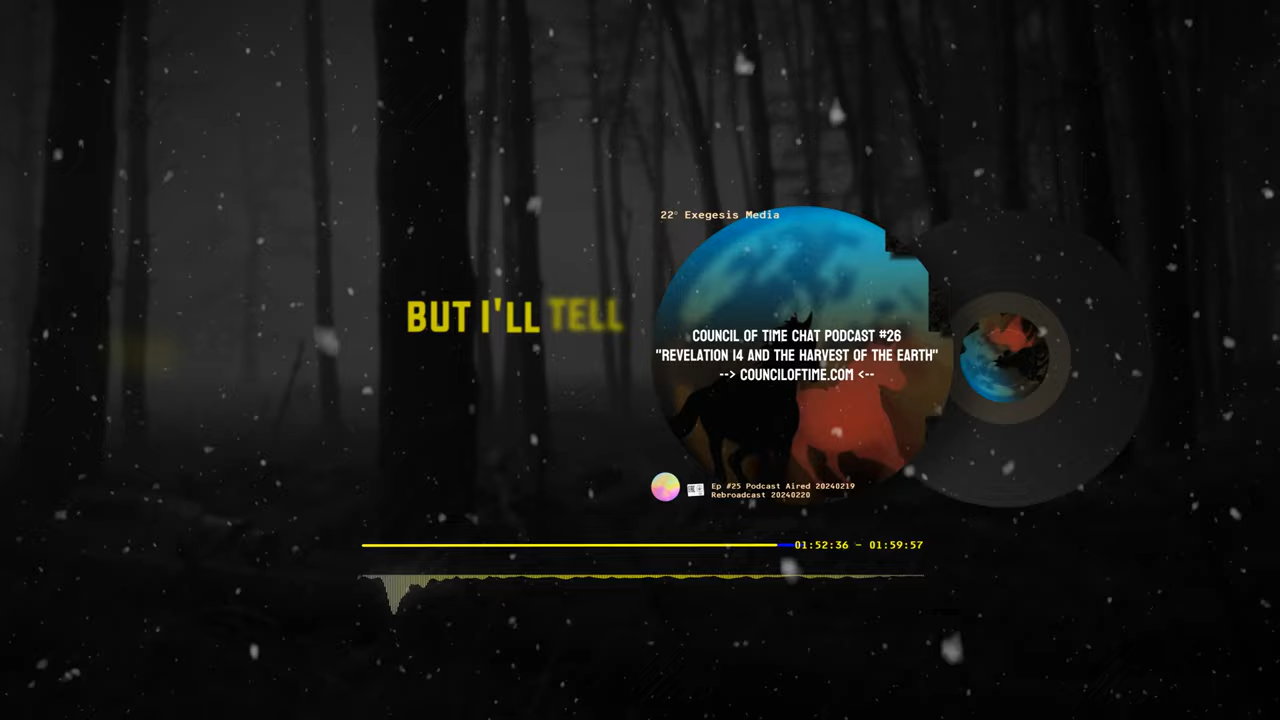 22° Exegesis Media
BUT I'LL TELL
COUNCIL OF TIME CHAT PODCAST #26
"REVELATION 14 AND THE HARVEST OF THE EARTH"
--> COUNCILOFTIME.COM <--
Ep #25 Podcast Aired 20240219
Rebroadcast 20240220
01:52:36 - 01:59:57